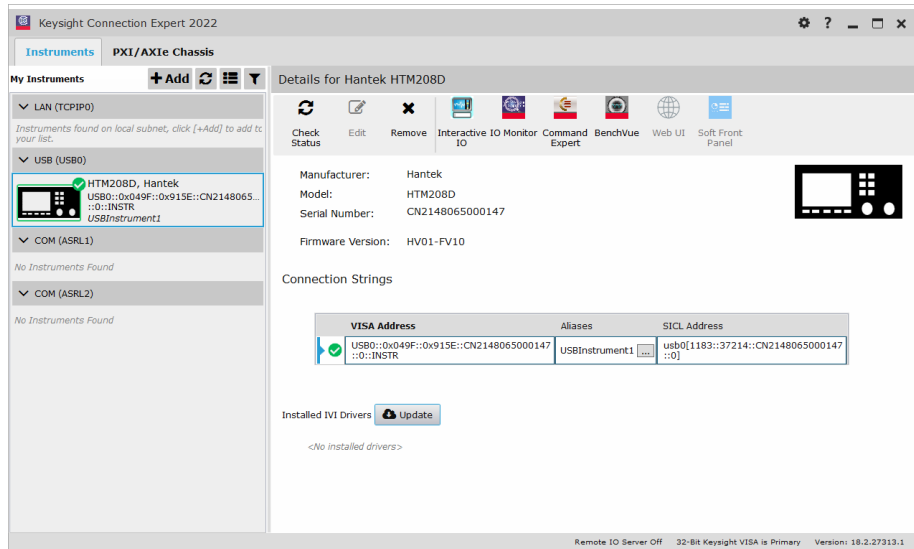 Keysight Connection Expert 2022
Instruments PXI/AXIe Chassis
My Instruments
Add
LAN (TCPIP0)
Instruments found on local subnet, click [+Add] to add tc
your list.
USB (USB0)
HTM208D, Hantek
USB0::0x049F::0x915E::CN2148065...
::0::INSTR
USBInstrument1
COM (ASRL1)
No Instruments Found
COM (ASRL2)
No Instruments Found
Details for Hantek HTM208D
Check
Status
Edit
Remove
Interactive
IO
IO Monitor
Command
Expert
BenchVue
Web UI
Soft Front
Panel
Manufacturer: Hantek
Model: HTM208D
Serial Number: CN2148065000147
Firmware Version: HV01-FV10
Connection Strings
VISA Address Aliases SICL Address
USB0::0x049F::0x915E::CN2148065000147
::0::INSTR
USBInstrument1 ...
usb0[1183::37214::CN2148065000147
::0]
Installed IVI Drivers Update
<No installed drivers>
Remote IO Server Off 32-Bit Keysight VISA is Primary Version: 18.2.27313.1